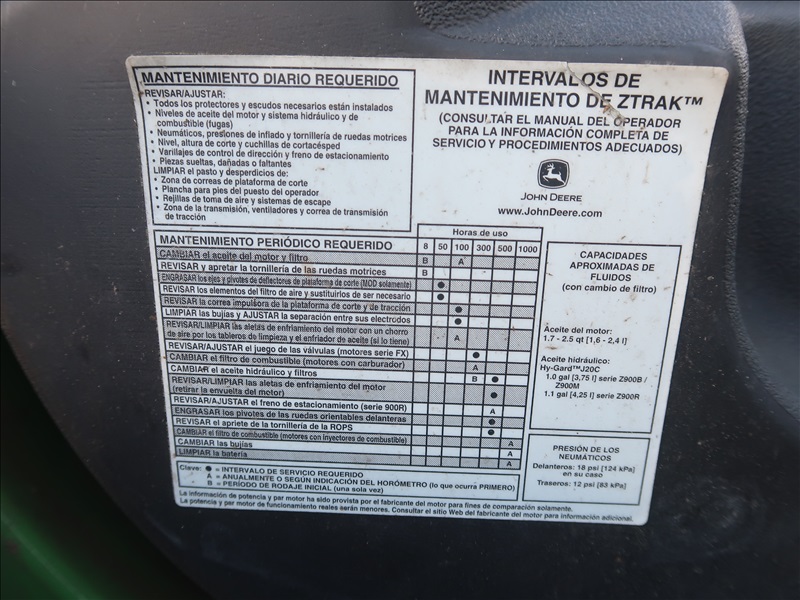 MANTENIMIENTO DIARIO REQUERIDO
REVISAR/AJUSTAR:
• Todos los protectores y escudos necesarios están instalados
• Niveles de aceite del motor y sistema hidráulico y de
combustible (fugas)
• Neumáticos, presiones de inflado y tornillería de ruedas motrices
• Nivel, altura de corte y cuchillas de cortacésped
• Varillajes de control de dirección y freno de estacionamiento
• Piezas sueltas, dañadas o faltantes
LIMPIAR el pasto y desperdicios de:
• Zona de correas de plataforma de corte
• Plancha para pies del puesto del operador
• Rejillas de toma de aire y sistemas de escape
• Zona de la transmisión, ventiladores y correa de transmisión
de tracción
INTERVALOS DE
MANTENIMIENTO DE ZTRAK™
(CONSULTAR EL MANUAL DEL OPERADOR
PARA LA INFORMACIÓN COMPLETA DE
SERVICIO Y PROCEDIMIENTOS ADECUADOS)
JOHN DEERE
www.JohnDeere.com
Horas de uso
MANTENIMIENTO PERIÓDICO REQUERIDO 8 50 100 300 500 1000
CAMBIAR el aceite del motor y filtro B A
REVISAR y apretar la tornillería de las ruedas motrices B
ENGRASAR los ejes y pivotes de deflectores de plataforma de corte (MOD solamente) ●
REVISAR los elementos del filtro de aire y sustituirlos de ser necesario ●
REVISAR la correa impulsora de la plataforma de corte y de tracción ●
LIMPIAR las bujías y AJUSTAR la separación entre sus electrodos ●
REVISAR/LIMPIAR las aletas de enfriamiento del motor con un chorro
de aire por los tableros de limpieza y el enfriador de aceite (si lo tiene) A
REVISAR/AJUSTAR el juego de las válvulas (motores serie FX) ●
CAMBIAR el filtro de combustible (motores con carburador) A
CAMBIAR el aceite hidráulico y filtros B ●
REVISAR/LIMPIAR las aletas de enfriamiento del motor
(retirar la envuelta del motor) ●
REVISAR/AJUSTAR el freno de estacionamiento (serie 900R) A
ENGRASAR los pivotes de las ruedas orientables delanteras ●
REVISAR el apriete de la tornillería de la ROPS ●
CAMBIAR el filtro de combustible (motores con inyectores de combustible) A
CAMBIAR las bujías A
LIMPIAR la batería A
Clave: ● = INTERVALO DE SERVICIO REQUERIDO
A = ANUALMENTE O SEGÚN INDICACIÓN DEL HORÓMETRO (lo que ocurra PRIMERO)
B = PERIODO DE RODAJE INICIAL (una sola vez)
CAPACIDADES
APROXIMADAS DE
FLUIDOS
(con cambio de filtro)
Aceite del motor:
1.7 - 2.5 qt [1,6 - 2,4 l]
Aceite hidráulico:
Hy-Gard™J20C
1.0 gal [3,75 l] serie Z900B /
Z900M
1.1 gal [4,25 l] serie Z900R
PRESIÓN DE LOS
NEUMÁTICOS
Delanteros: 18 psi [124 kPa]
en su caso
Traseros: 12 psi [83 kPa]
La información de potencia y par motor ha sido provista por el fabricante del motor para fines de comparación solamente.
La potencia y par motor de funcionamiento reales serán menores. Consultar el sitio Web del fabricante del motor para información adicional.